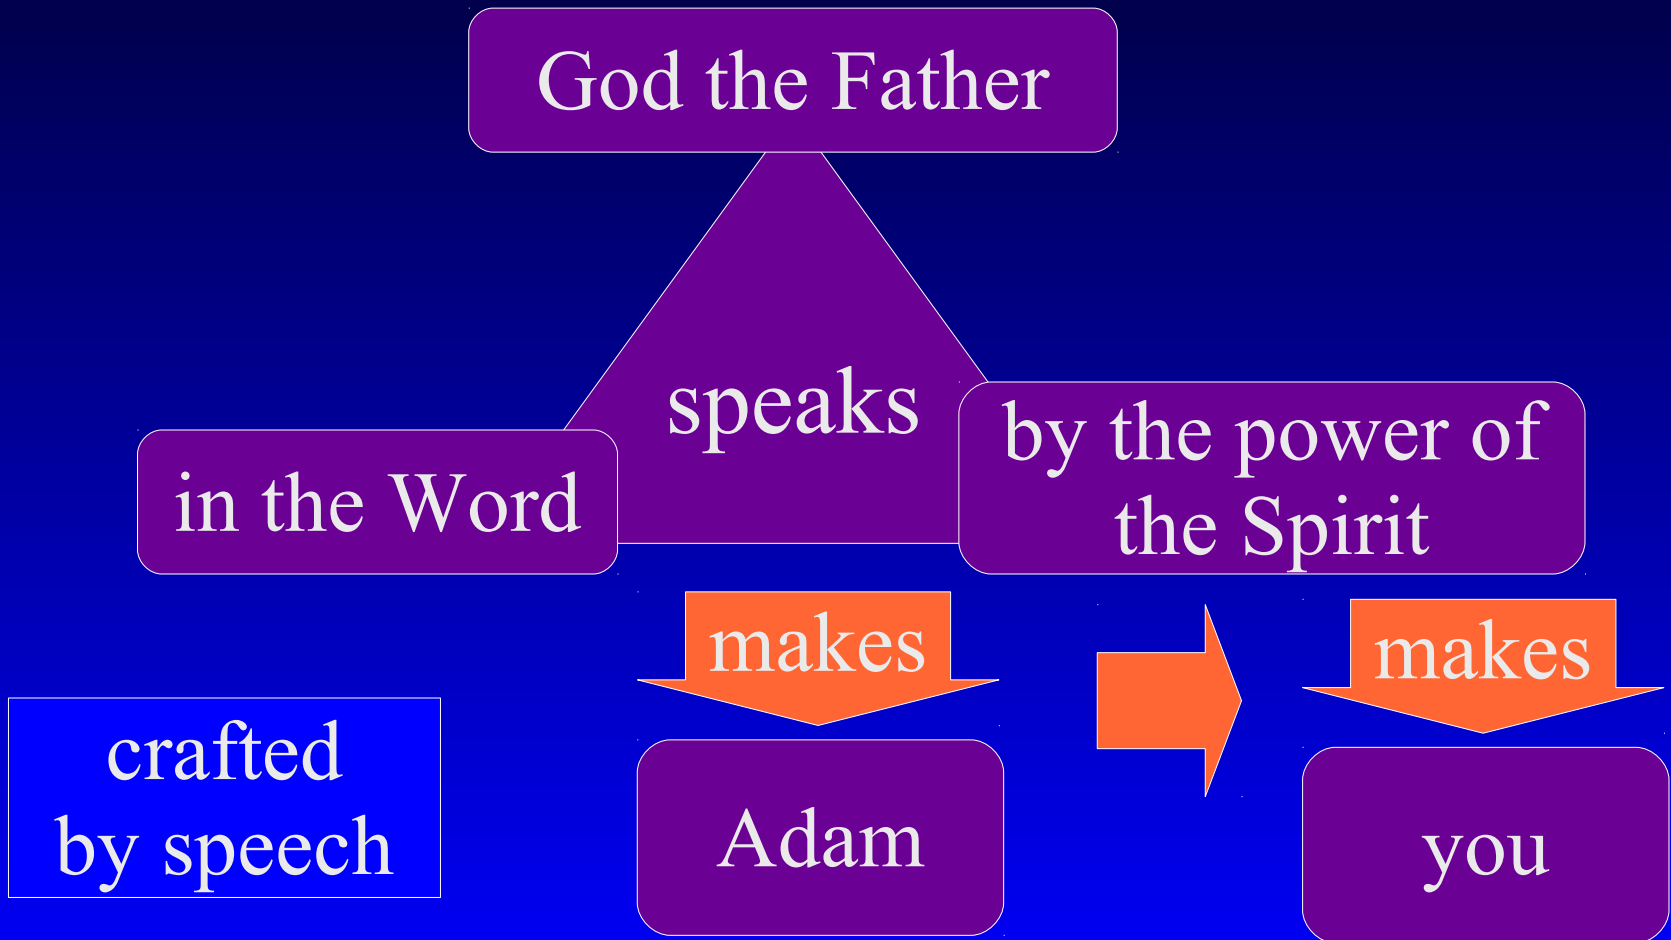 God the Father
speaks
in the Word
by the power of
the Spirit
makes
makes
crafted
by speech
Adam
you